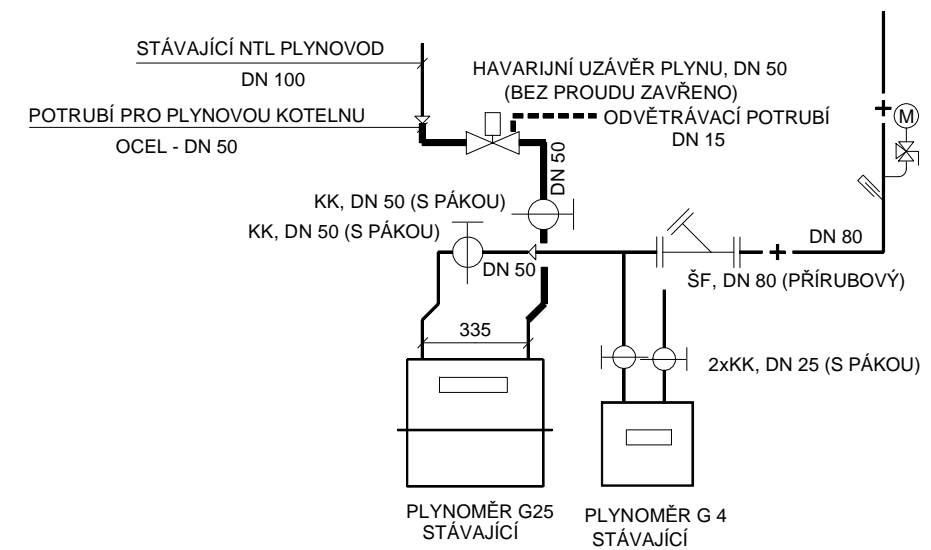 STÁVAJÍCÍ NTL PLYNOVOD
DN 100
POTRUBÍ PRO PLYNOVOU KOTELNU
OCEL - DN 50
HAVARIJNÍ UZÁVĚR PLYNU, DN 50
(BEZ PROUDU ZAVŘENO)
ODVĚTRÁVACÍ POTRUBÍ
DN 15
M
DN 50
KK, DN 50 (S PÁKOU)
KK, DN 50 (S PÁKOU)
DN 50
DN 80
ŠF, DN 80 (PŘÍRUBOVÝ)
335
2xKK, DN 25 (S PÁKOU)
PLYNOMĚR G25
STÁVAJÍCÍ
PLYNOMĚR G 4
STÁVAJÍCÍ